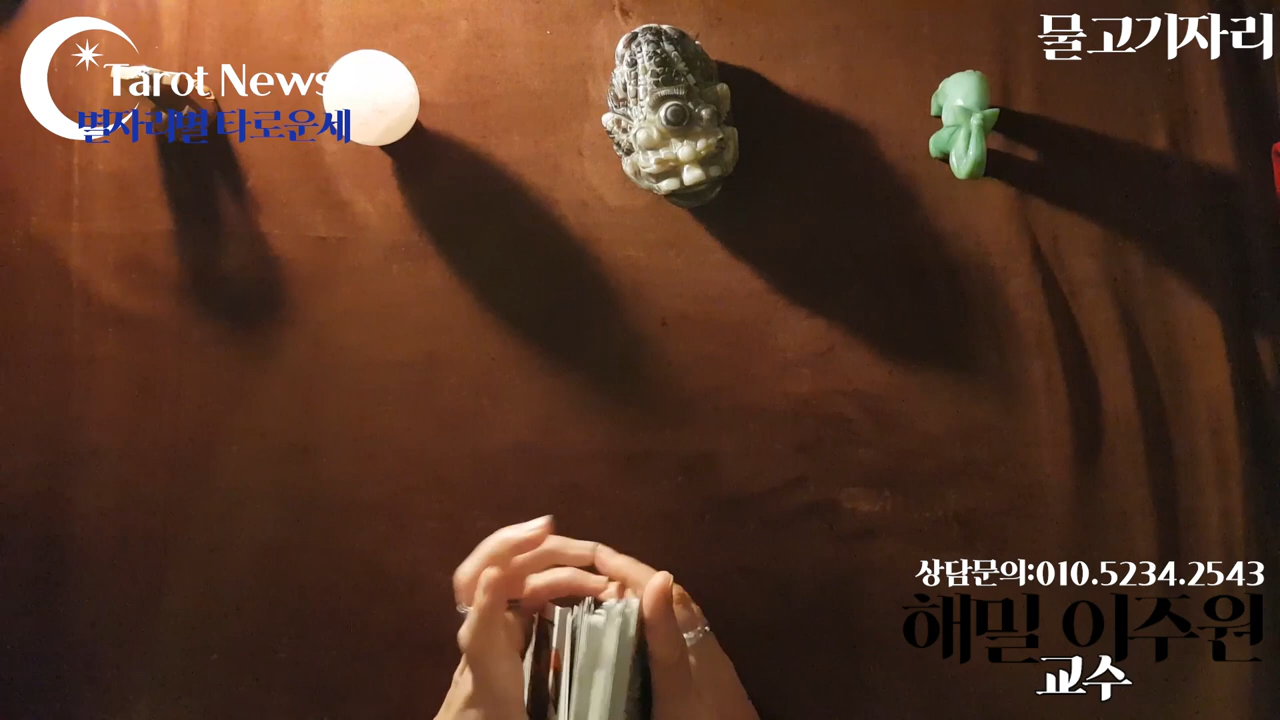 Tarot News
별자리별 타로운세
물고기자리
상담문의:010.5234.2543
해밀 이주원
교수